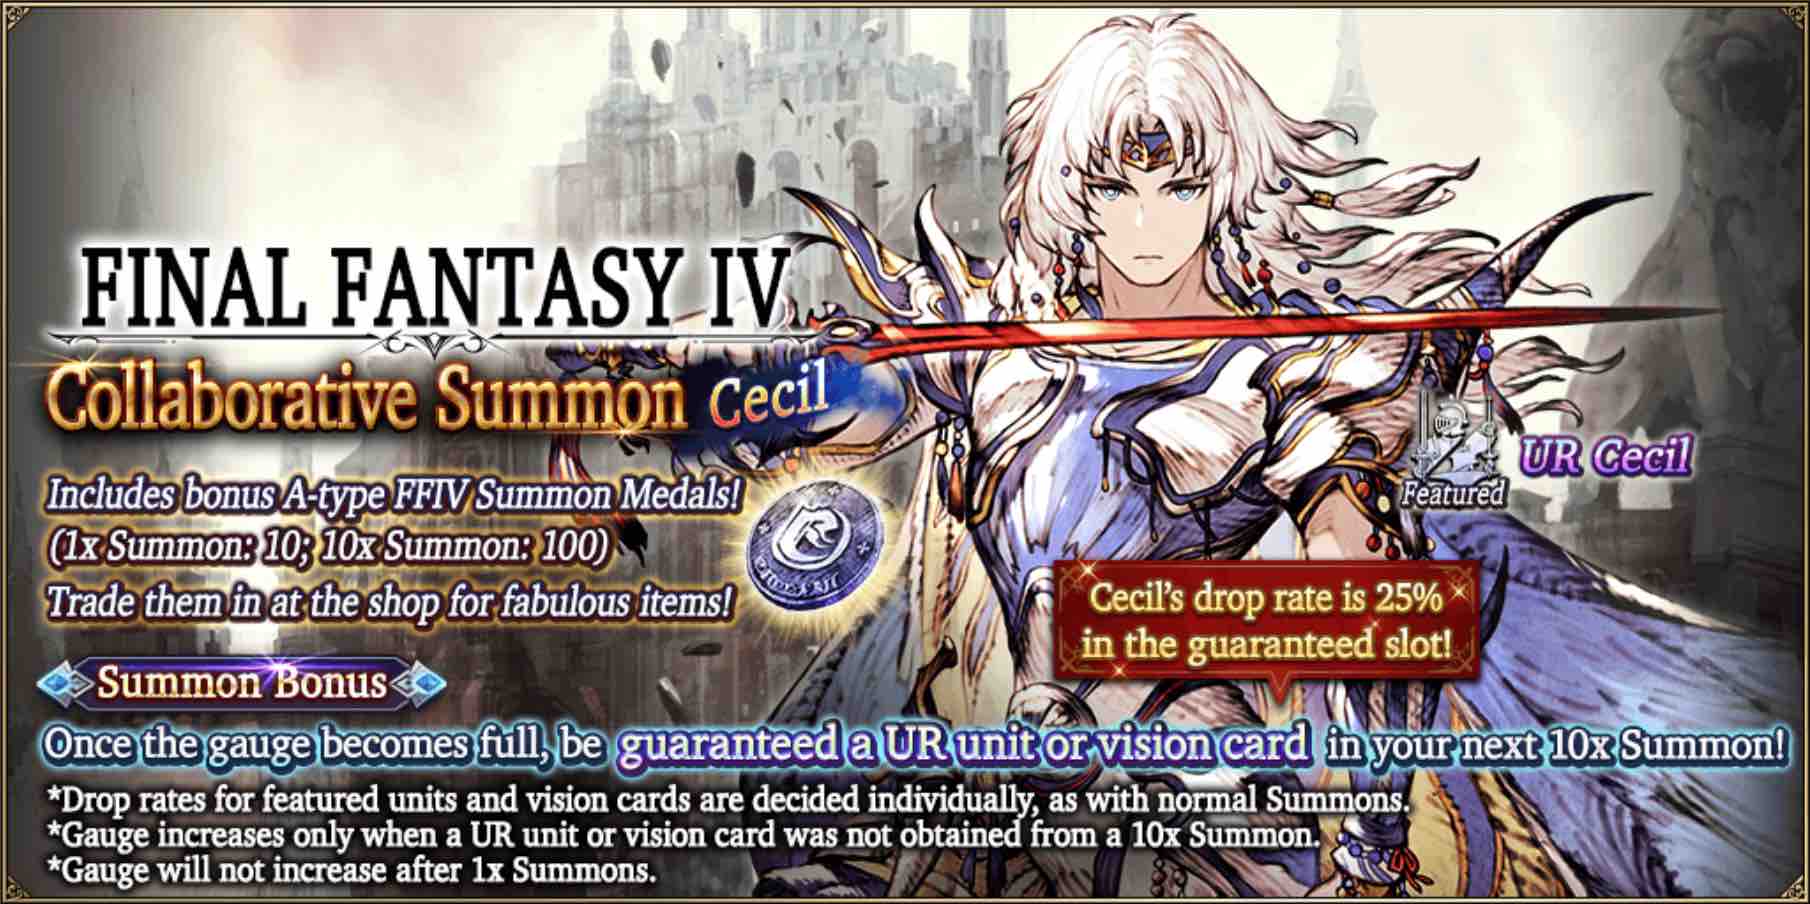 FINAL FANTASY IV
Collaborative Summon Cecil
Includes bonus A-type FFIV Summon Medals!
(1x Summon: 10; 10x Summon: 100)
Trade them in at the shop for fabulous items!
UR Cecil
Featured
Cecil's drop rate is 25%
in the guaranteed slot!
Summon Bonus
Once the gauge becomes full, be guaranteed a UR unit or vision card in your next 10x Summon!
*Drop rates for featured units and vision cards are decided individually, as with normal Summons.
*Gauge increases only when a UR unit or vision card was not obtained from a 10x Summon.
*Gauge will not increase after 1x Summons.